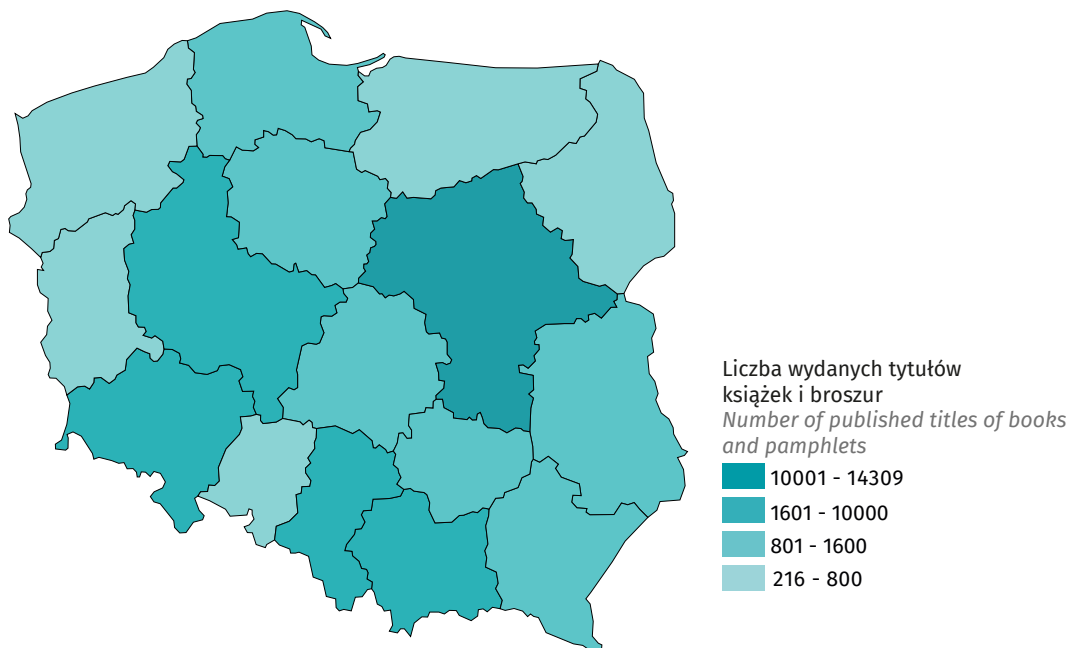 Liczba wydanych tytułów
książek i broszur
Number of published titles of books
and pamphlets
10001 - 14309
1601 - 10000
801 - 1600
216 - 800